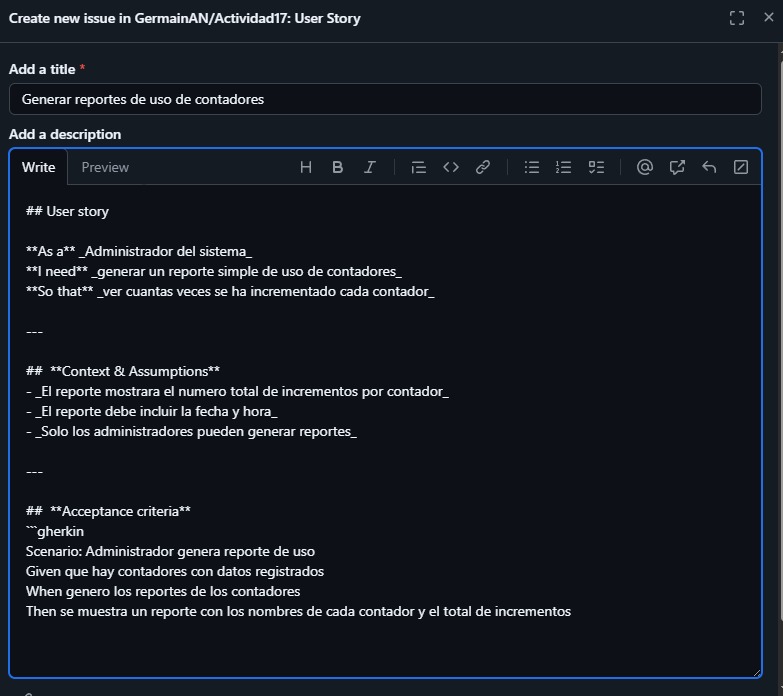 Create new issue in GermainAN/Actividad17: User Story
Add a title *
Generar reportes de uso de contadores
Add a description
Write Preview
## User story
**As a** _Administrador del sistema_
**I need** _generar un reporte simple de uso de contadores_
**So that** _ver cuantas veces se ha incrementado cada contador_
---
## **Context & Assumptions**
- _El reporte mostrara el numero total de incrementos por contador_
- _El reporte debe incluir la fecha y hora_
- _Solo los administradores pueden generar reportes_
---
## **Acceptance criteria**
```gherkin
Scenario: Administrador genera reporte de uso
Given que hay contadores con datos registrados
When genero los reportes de los contadores
Then se muestra un reporte con los nombres de cada contador y el total de incrementos